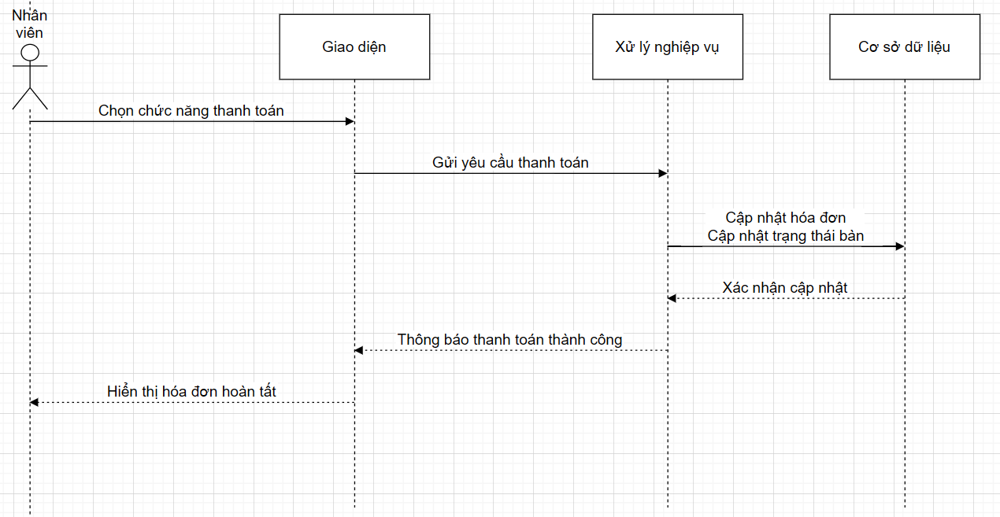 Nhân
viên
Giao diện
Xử lý nghiệp vụ
Cơ sở dữ liệu
Chọn chức năng thanh toán
Gửi yêu cầu thanh toán
Cập nhật hóa đơn
Cập nhật trạng thái bàn
Xác nhận cập nhật
Thông báo thanh toán thành công
Hiển thị hóa đơn hoàn tất